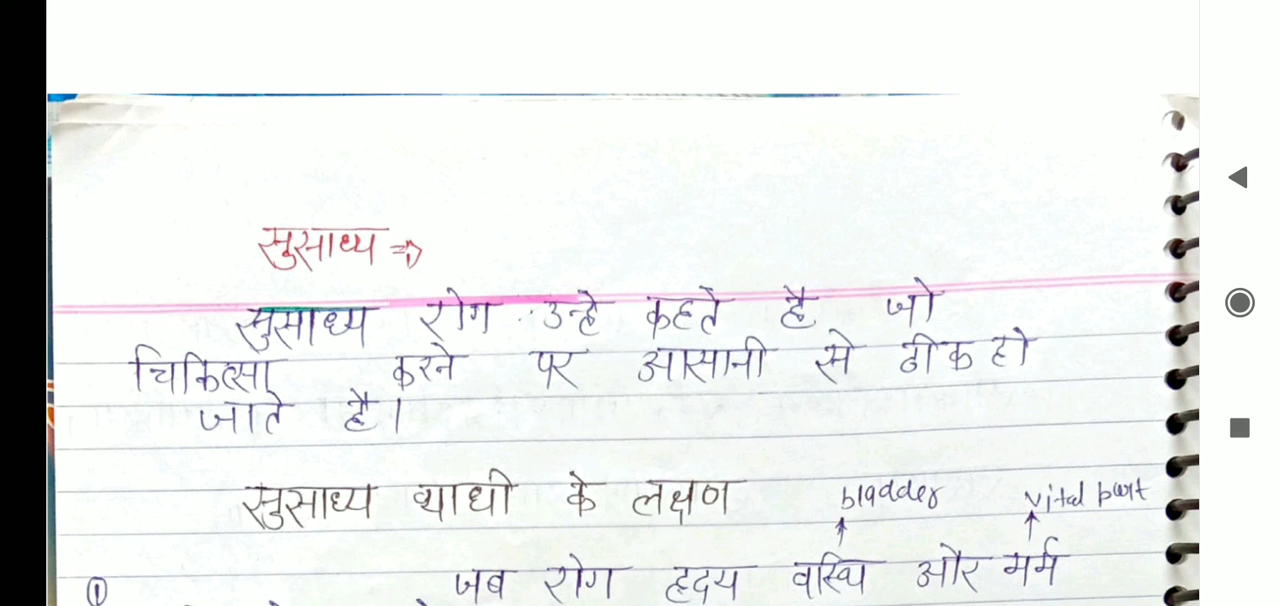 सुसाध्य ⇒
सुसाध्य रोग उन्हे कहते है जो
चिकित्सा करने पर आसानी से ठीक हो
जाते है।
सुसाध्य व्याधी के लक्षण
bladder vital part
① जब रोग हृदय वस्थि और मर्म